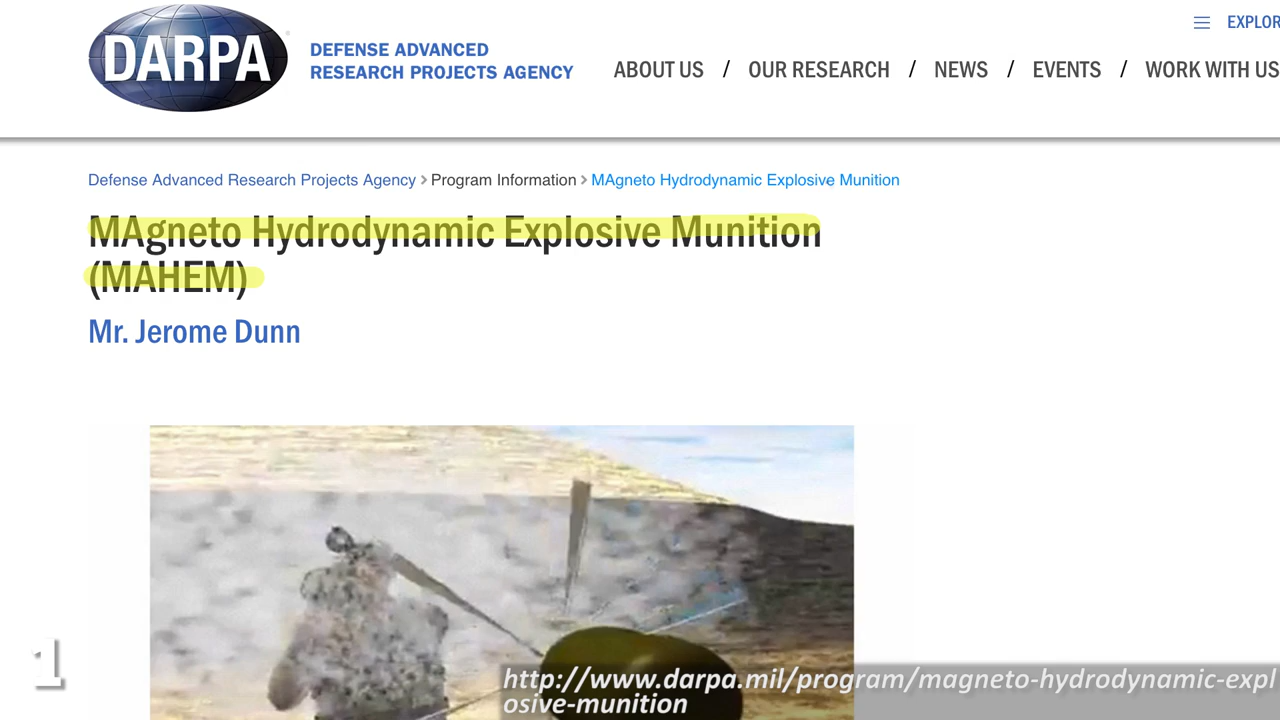 EXPLOR
DARPA
DEFENSE ADVANCED
RESEARCH PROJECTS AGENCY
ABOUT US / OUR RESEARCH / NEWS / EVENTS / WORK WITH US
Defense Advanced Research Projects Agency > Program Information > MAgneto Hydrodynamic Explosive Munition
MAgneto Hydrodynamic Explosive Munition
(MAHEM)
Mr. Jerome Dunn
1
http://www.darpa.mil/program/magneto-hydrodynamic-expl
osive-munition